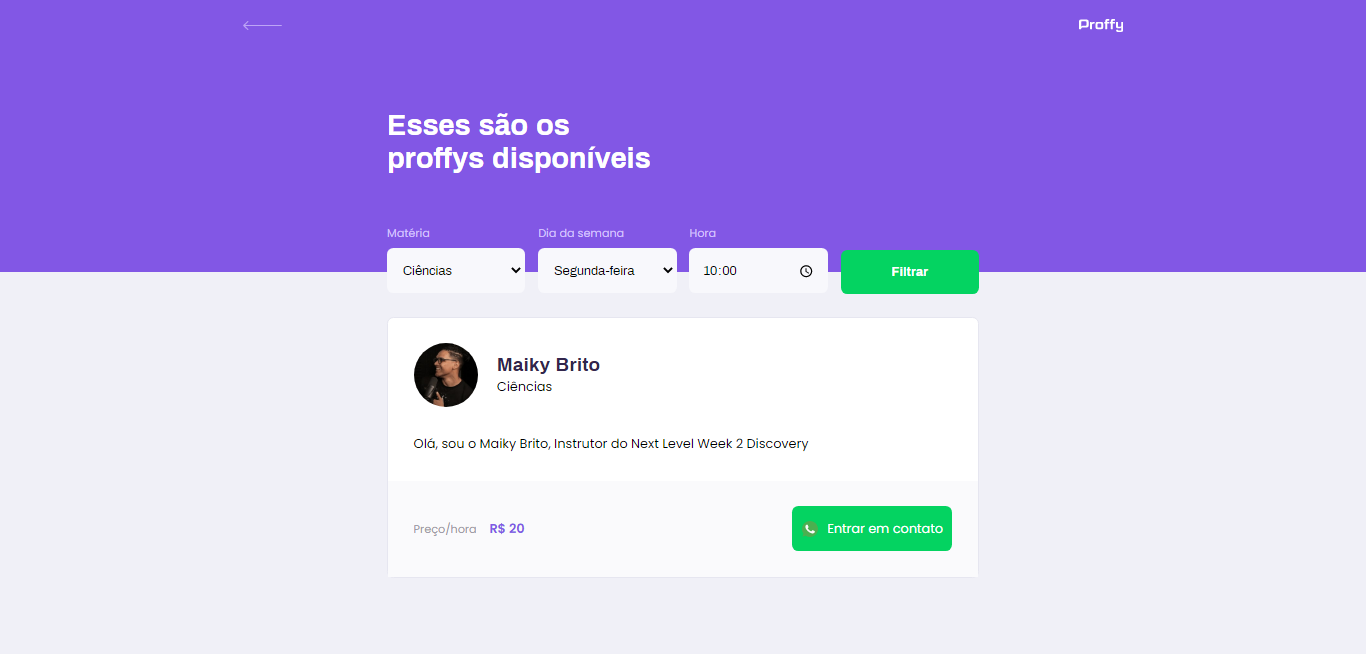 Proffy
Esses são os
proffys disponíveis
Matéria
Dia da semana
Hora
Ciências
Segunda-feira
10:00
Filtrar
Maiky Brito
Ciências
Olá, sou o Maiky Brito, Instrutor do Next Level Week 2 Discovery
Preço/hora R$ 20
Entrar em contato